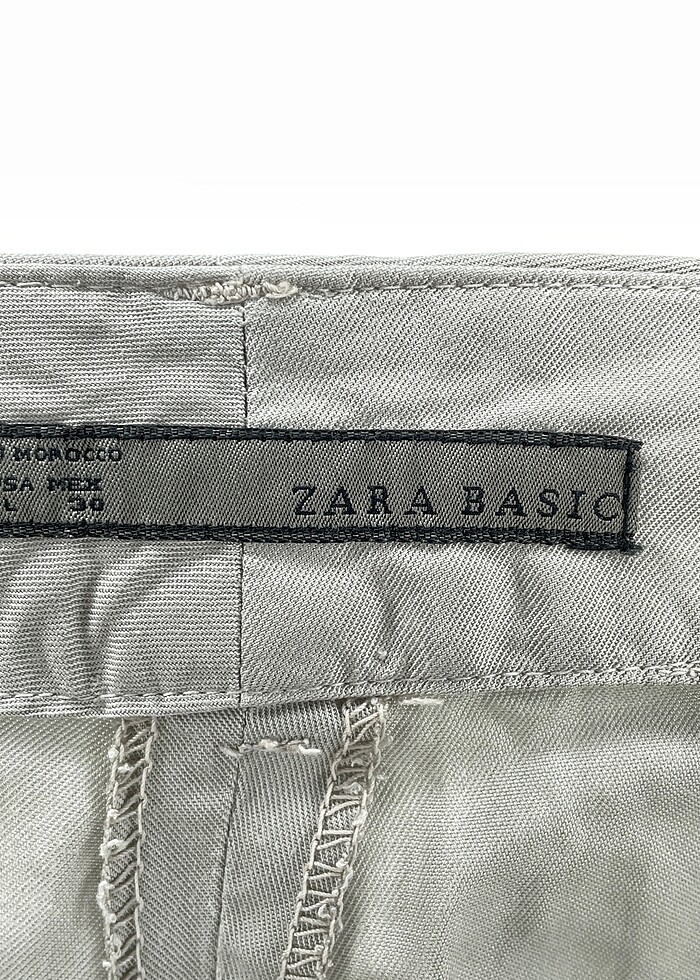 MOROCCO
USA MEX
L 30
ZARA BASIC